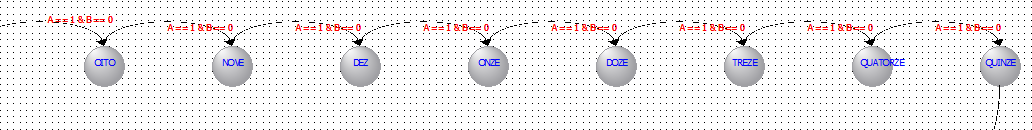 A == 1 & B == 0
A == 1 & B == 0
A == 1 & B == 0
A == 1 & B == 0
A == 1 & B == 0
A == 1 & B == 0
A == 1 & B == 0
A == 1 & B == 0
OITO
NOVE
DEZ
ONZE
DOZE
TREZE
QUATORZE
QUINZE